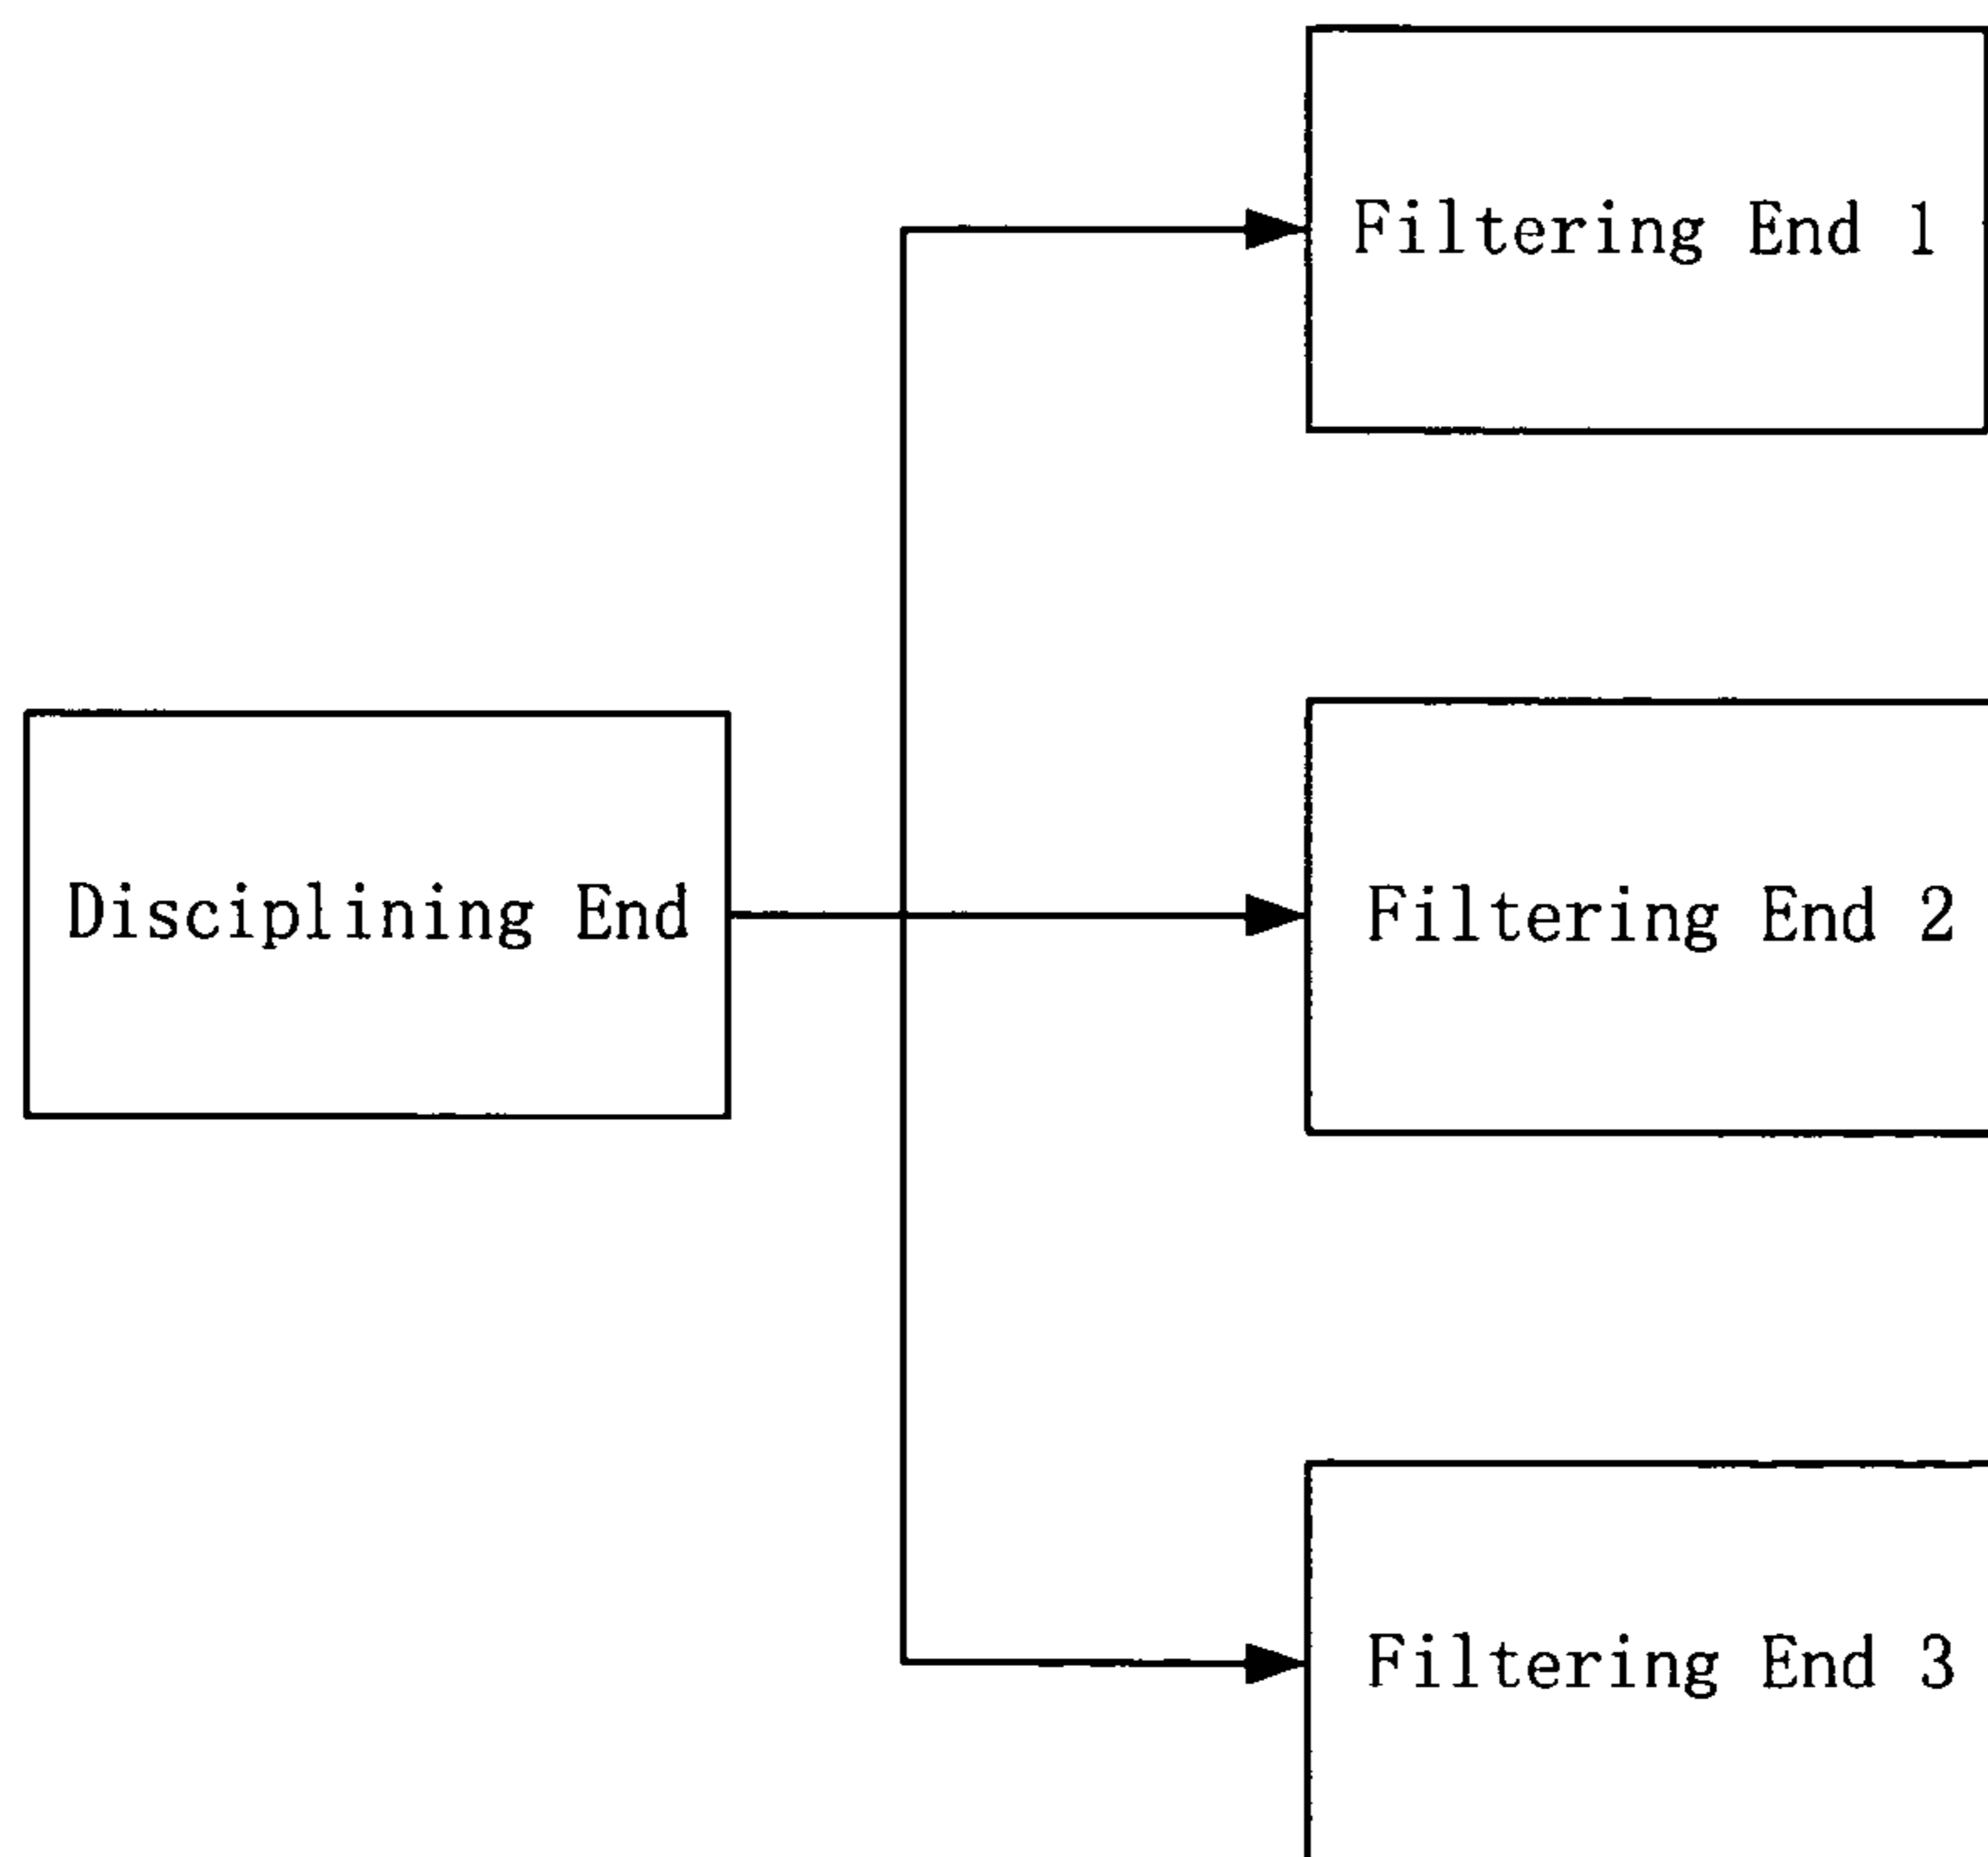 Filtering End 1
Disciplining End
Filtering End 2
Filtering End 3